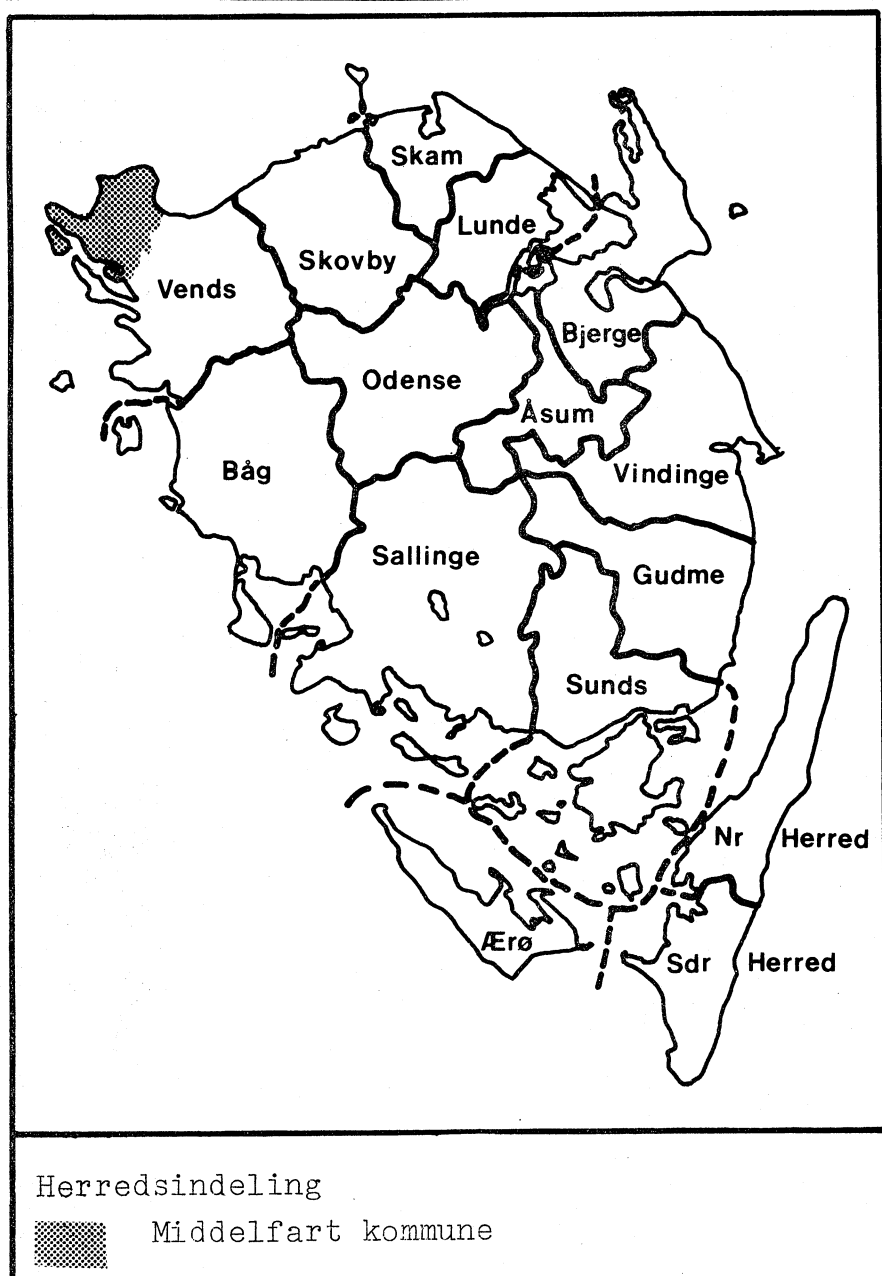 Skam
Lunde
Skovby
Vends
Bjerge
Odense
Åsum
Båg
Vindinge
Sallinge
Gudme
Sunds
Nr Herred
Ærø
Sdr Herred
Herredsindeling
Middelfart kommune